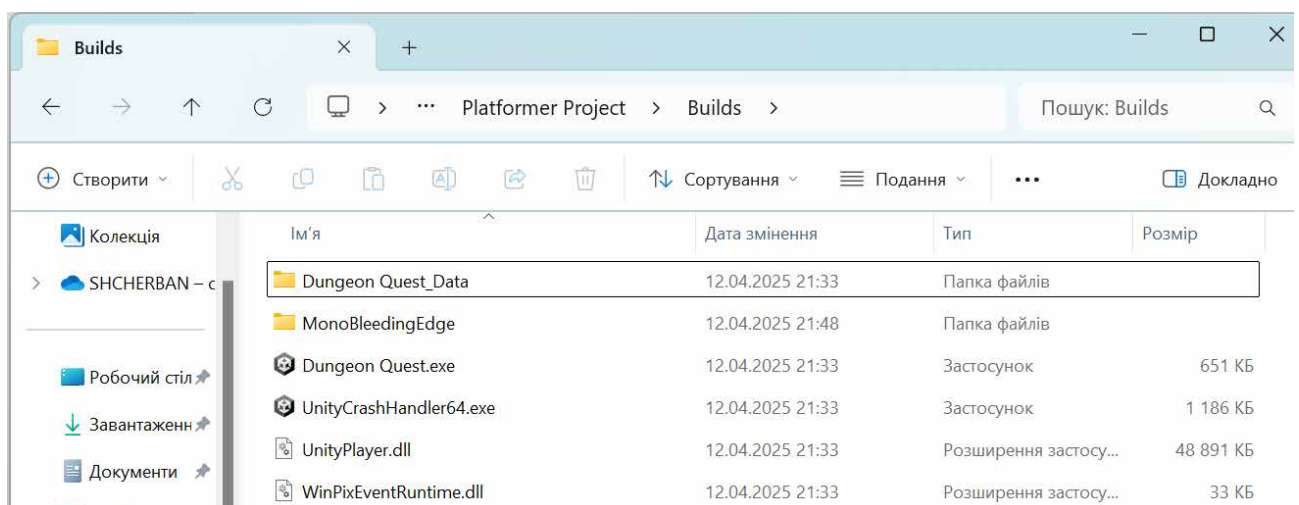 Builds
Platformer Project > Builds >
Пошук: Builds
Створити
Сортування
Подання
Докладно
Колекція
SHCHERBAN – с
Робочий стіл
Завантаженн
Документи
Ім'я Дата змінення Тип Розмір
Dungeon Quest_Data 12.04.2025 21:33 Папка файлів
MonoBleedingEdge 12.04.2025 21:48 Папка файлів
Dungeon Quest.exe 12.04.2025 21:33 Застосунок 651 КБ
UnityCrashHandler64.exe 12.04.2025 21:33 Застосунок 1 186 КБ
UnityPlayer.dll 12.04.2025 21:33 Розширення застосу... 48 891 КБ
WinPixEventRuntime.dll 12.04.2025 21:33 Розширення застосу... 33 КБ